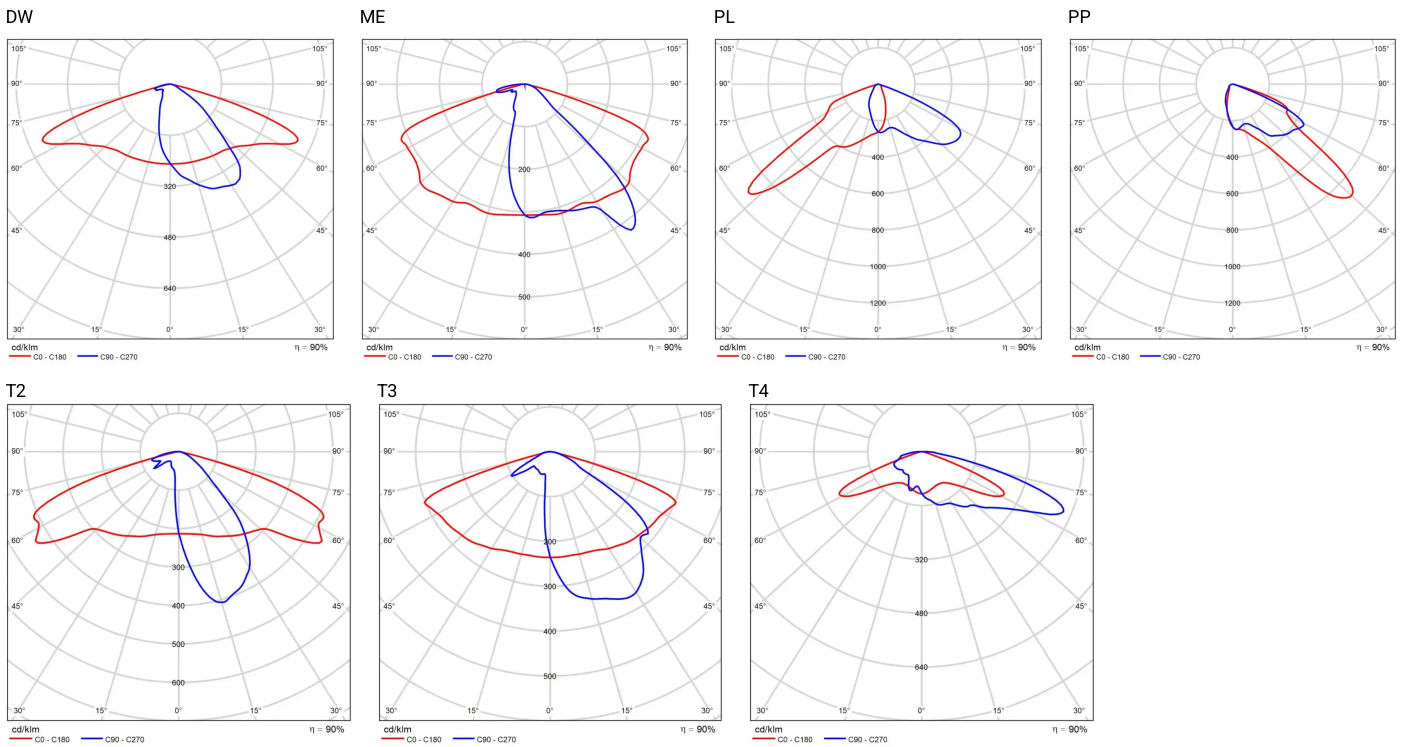 DW ME PL PP
105° 105° 105° 105° 105° 105° 105° 105°
90° 90° 90° 90° 90° 90° 90° 90°
75° 75° 75° 75° 75° 75° 75° 75°
200
400 400
60° 60° 60° 60° 60° 60° 60° 60°
320
600 600
45° 45° 45° 45° 45° 45° 45° 45°
480 800 800
400
1000 1000
640
500
1200 1200
30° 15° 0° 15° 30° 30° 15° 0° 15° 30° 30° 15° 0° 15° 30° 30° 15° 0° 15° 30°
cd/klm η = 90% cd/klm η = 90% cd/klm η = 90% cd/klm η = 90%
C0 - C180 C90 - C270 C0 - C180 C90 - C270 C0 - C180 C90 - C270 C0 - C180 C90 - C270
T2 T3 T4
105° 105° 105° 105° 105° 105°
90° 90° 90° 90° 90° 90°
75° 75° 75° 75° 75° 75°
60° 60° 200 60° 60° 60° 60°
320
300 300
45° 400 45° 45° 45° 45° 45°
480
400
500
640
500
600
30° 15° 0° 15° 30° 30° 15° 0° 15° 30° 30° 15° 0° 15° 30°
cd/klm η = 90% cd/klm η = 90% cd/klm η = 90%
C0 - C180 C90 - C270 C0 - C180 C90 - C270 C0 - C180 C90 - C270